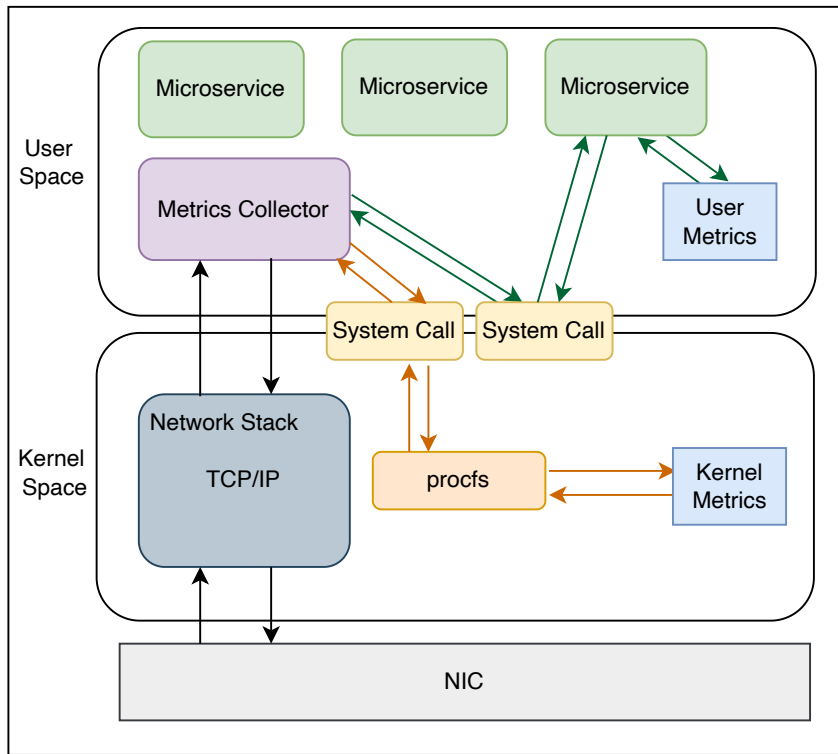 Microservice
Microservice
Microservice
User
Space
Metrics Collector
User
Metrics
System Call
System Call
Kernel
Space
Network Stack
TCP/IP
procfs
Kernel
Metrics
NIC